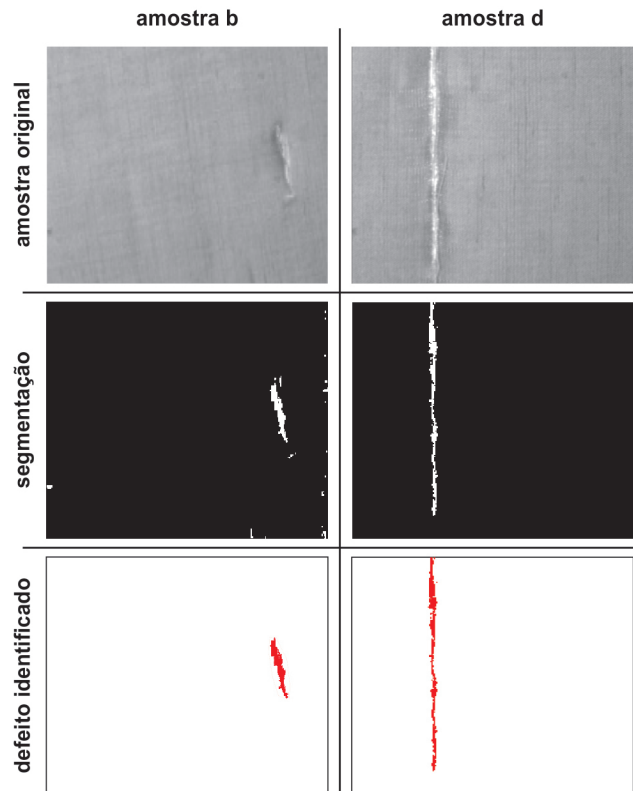 amostra b
amostra d
amostra original
segmentação
defeito identificado